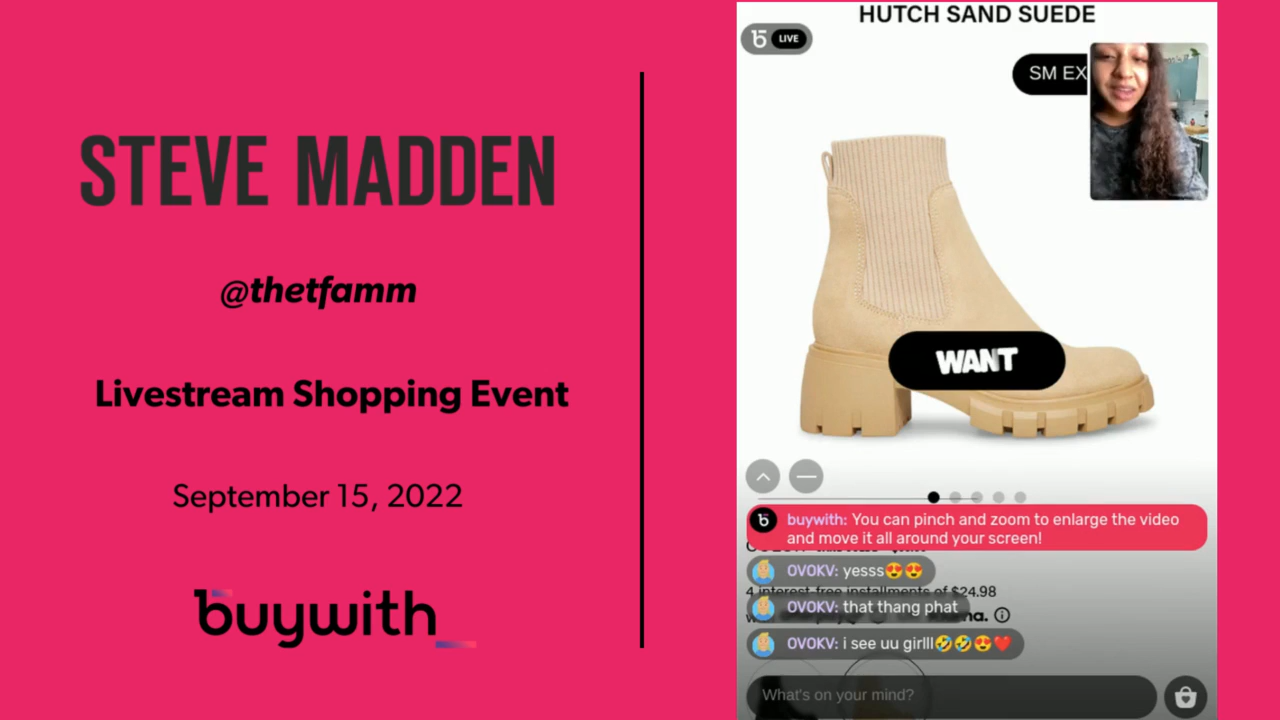 STEVE MADDEN
@thetfamm
Livestream Shopping Event
September 15, 2022
buywith
HUTCH SAND SUEDE
LIVE
SM EX
WANT
buywith: You can pinch and zoom to enlarge the video
and move it all around your screen!
OVOKV: yesss😍😍
4 interest-free installments of $24.98
OVOKV: that thang phat
OVOKV: i see uu girlll🤣🤣😍❤️
What's on your mind?